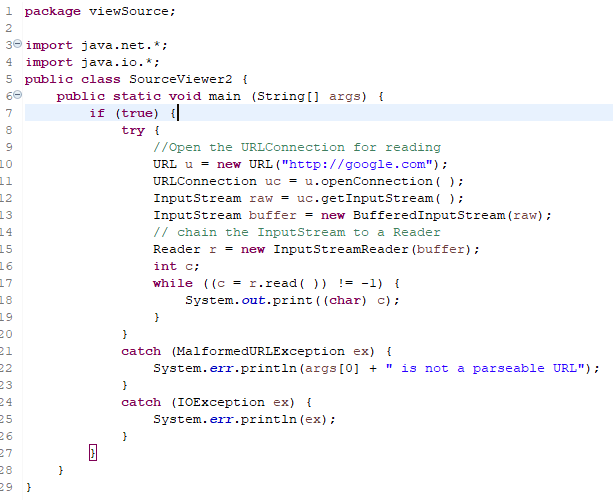 1 package viewSource;
2
3 import java.net.*;
4 import java.io.*;
5 public class SourceViewer2 {
6     public static void main (String[] args) {
7         if (true) {
8             try {
9                 //Open the URLConnection for reading
10                 URL u = new URL("http://google.com");
11                 URLConnection uc = u.openConnection( );
12                 InputStream raw = uc.getInputStream( );
13                 InputStream buffer = new BufferedInputStream(raw);
14                 // chain the InputStream to a Reader
15                 Reader r = new InputStreamReader(buffer);
16                 int c;
17                 while ((c = r.read( )) != -1) {
18                     System.out.print((char) c);
19                 }
20             }
21             catch (MalformedURLException ex) {
22                 System.err.println(args[0] + " is not a parseable URL");
23             }
24             catch (IOException ex) {
25                 System.err.println(ex);
26             }
27         }
28     }
29 }